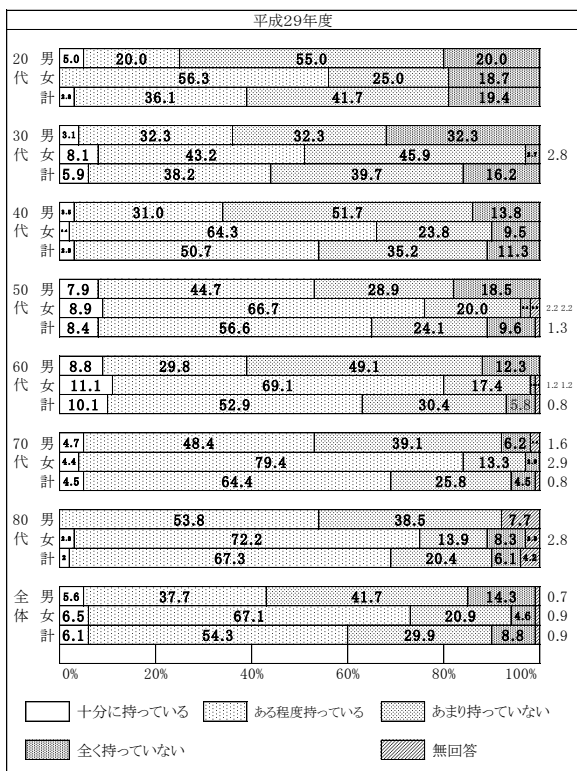 平成29年度
20 男 5.0 20.0 55.0 20.0
代 女 56.3 25.0 18.7
計 2.8 36.1 41.7 19.4
30 男 3.1 32.3 32.3 32.3
代 女 8.1 43.2 45.9 2.7 2.8
計 5.9 38.2 39.7 16.2
40 男 31.0 51.7 13.8
代 女 64.3 23.8 9.5
計 2.8 50.7 35.2 11.3
50 男 7.9 44.7 28.9 18.5
代 女 8.9 66.7 20.0 2.2 2.2
計 8.4 56.6 24.1 9.6 1.3
60 男 8.8 29.8 49.1 12.3
代 女 11.1 69.1 17.4 1.2 1.2
計 10.1 52.9 30.4 5.8 0.8
70 男 4.7 48.4 39.1 6.2 1.6
代 女 4.4 79.4 13.3 2.9
計 4.5 64.4 25.8 4.5 0.8
80 男 53.8 38.5 7.7
代 女 2.8 72.2 13.9 8.3 2.8
計 2 67.3 20.4 6.1 4.2
全 男 5.6 37.7 41.7 14.3 0.7
体 女 6.5 67.1 20.9 4.6 0.9
計 6.1 54.3 29.9 8.8 0.9
0% 20% 40% 60% 80% 100%
十分に持っている ある程度持っている あまり持っていない
全く持っていない 無回答